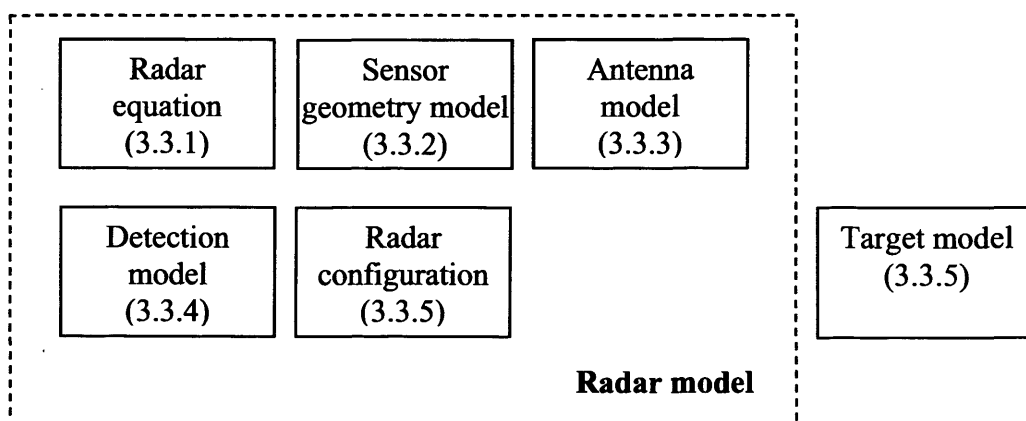 Radar
equation
(3.3.1)
Sensor
geometry model
(3.3.2)
Antenna
model
(3.3.3)
Detection
model
(3.3.4)
Radar
configuration
(3.3.5)
Target model
(3.3.5)
Radar model